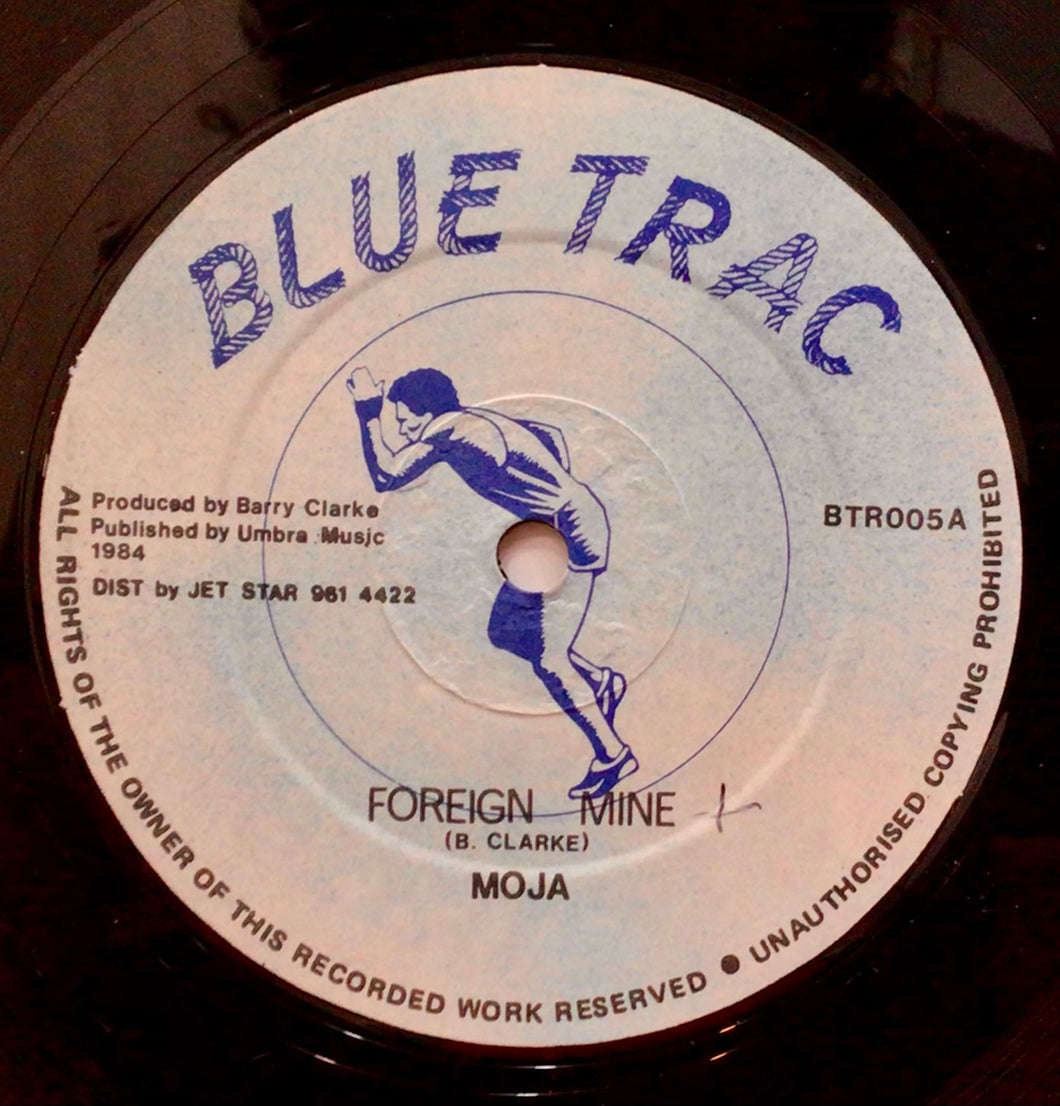 BLUE TRAC
Produced by Barry Clarke
Published by Umbra Music
1984
DIST by JET STAR 961 4422
BTR005A
FOREIGN MINE +
(B. CLARKE)
MOJA
ALL RIGHTS OF THE OWNER OF THIS RECORDED WORK RESERVED ● UNAUTHORISED COPYING PROHIBITED